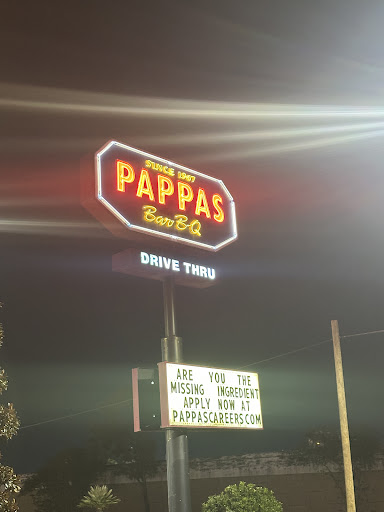 SINCE 1967
PAPPAS
Bar-B-Q
DRIVE THRU
ARE YOU THE
MISSING INGREDIENT
APPLY NOW AT
PAPPASCAREERS.COM